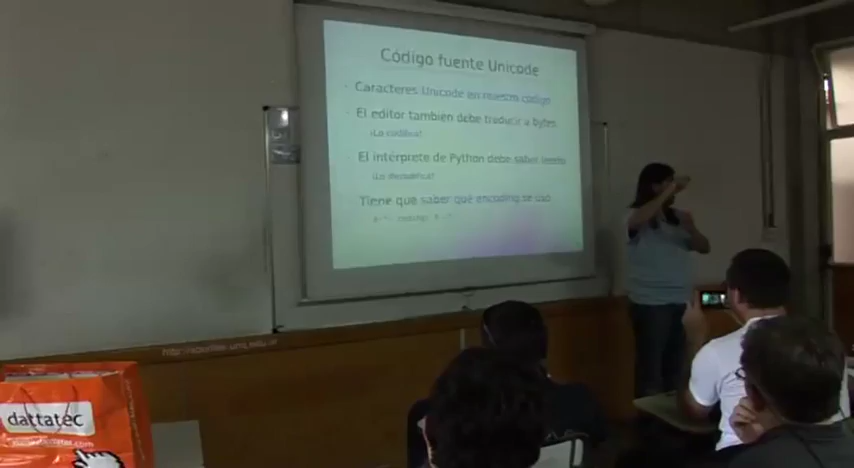 Código fuente Unicode
Caracteres Unicode en nuestro código
El editor también debe traducir a bytes
¡Lo codifica!
El intérprete de Python debe saber leerlo
¡Lo decodifica!
Tiene que saber qué encoding se usó
dattatec